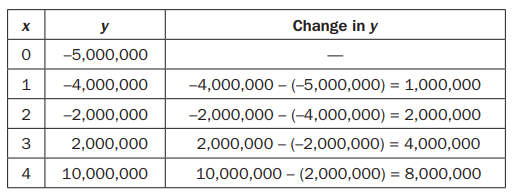 x y Change in y
0 –5,000,000 —
1 –4,000,000 –4,000,000 – (–5,000,000) = 1,000,000
2 –2,000,000 –2,000,000 – (–4,000,000) = 2,000,000
3 2,000,000 2,000,000 – (–2,000,000) = 4,000,000
4 10,000,000 10,000,000 – (2,000,000) = 8,000,000